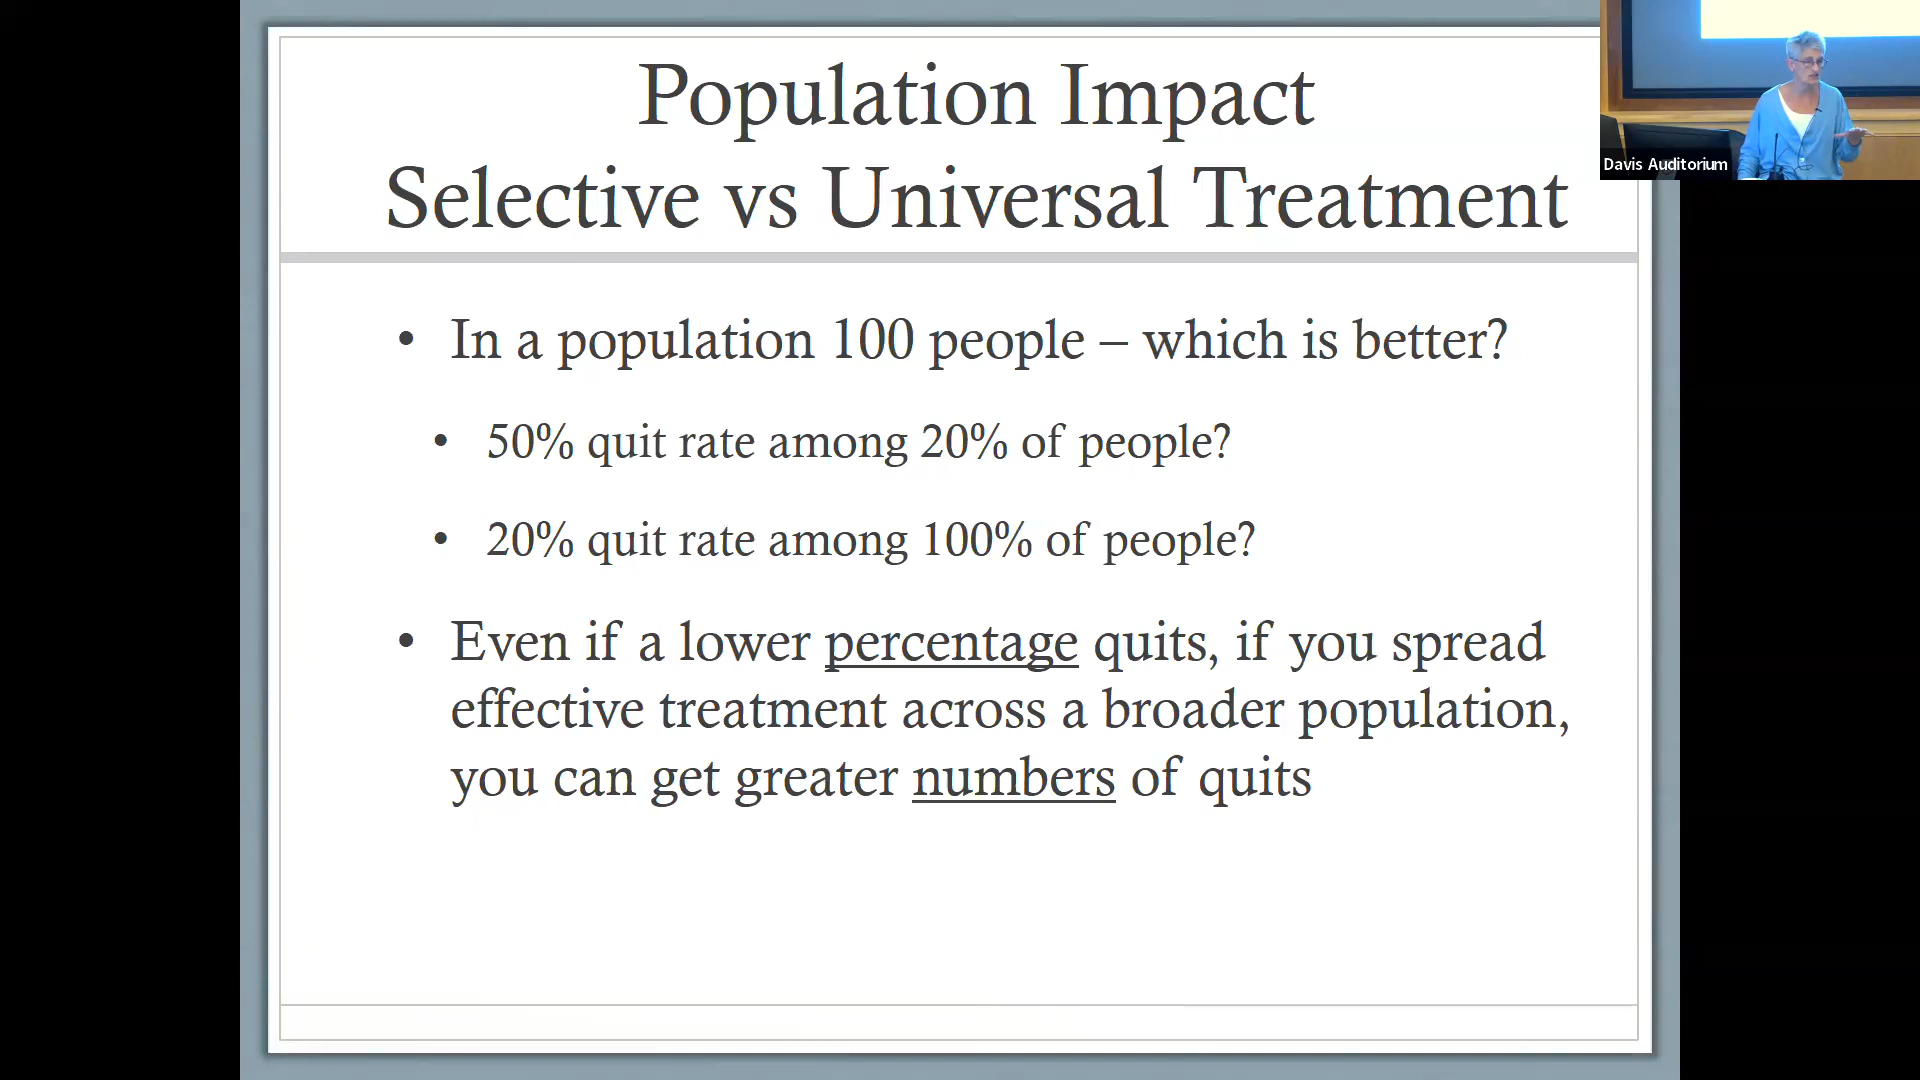 Population Impact
Selective vs Universal Treatment
• In a population 100 people – which is better?
• 50% quit rate among 20% of people?
• 20% quit rate among 100% of people?
• Even if a lower percentage quits, if you spread
effective treatment across a broader population,
you can get greater numbers of quits
Davis Auditorium